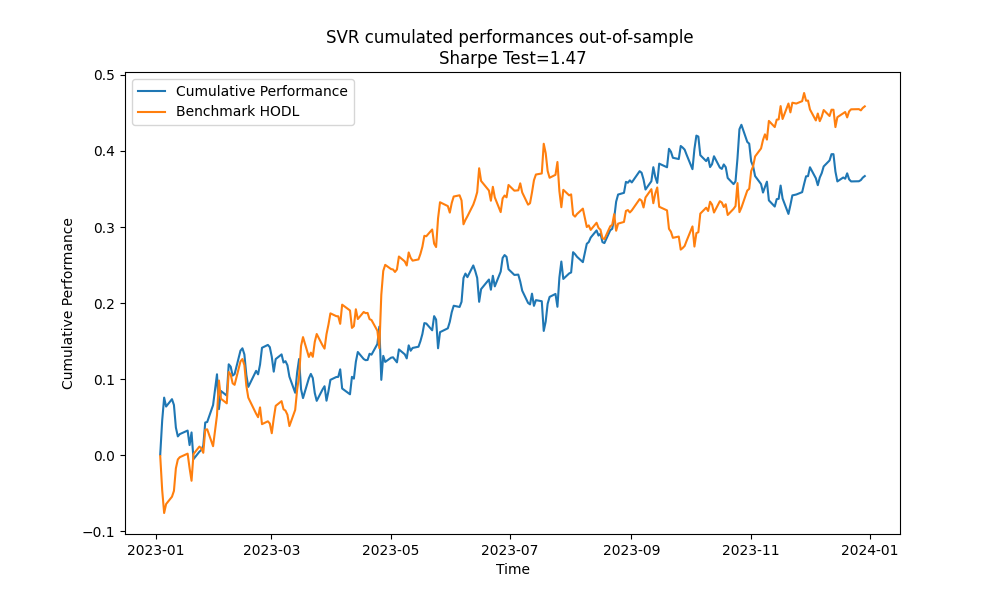 SVR cumulated performances out-of-sample
Sharpe Test=1.47
Cumulative Performance
Benchmark HODL
Cumulative Performance
0.5
0.4
0.3
0.2
0.1
0.0
−0.1
2023-01
2023-03
2023-05
2023-07
2023-09
2023-11
2024-01
Time